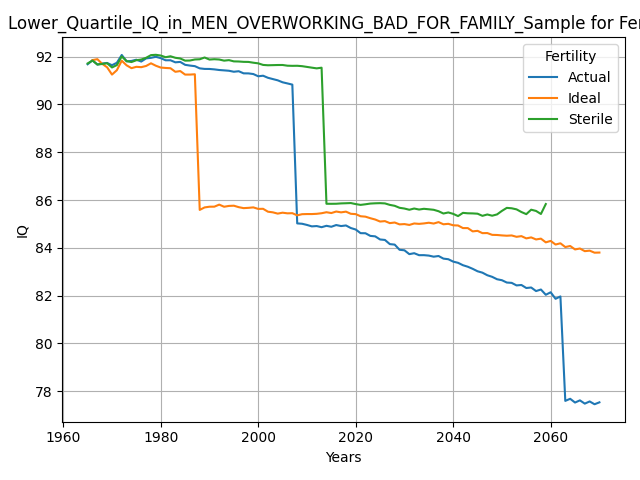 Lower_Quartile_IQ_in_MEN_OVERWORKING_BAD_FOR_FAMILY_Sample for Fer
Fertility
Actual
Ideal
Sterile
IQ
92
90
88
86
84
82
80
78
1960 1980 2000 2020 2040 2060
Years